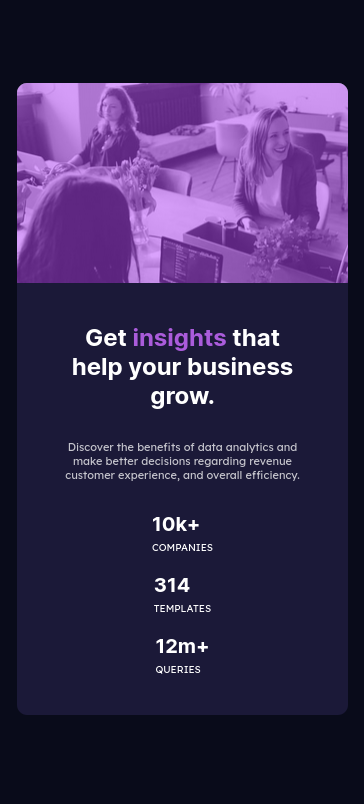 Get insights that
help your business
grow.
Discover the benefits of data analytics and
make better decisions regarding revenue
customer experience, and overall efficiency.
10k+
COMPANIES
314
TEMPLATES
12m+
QUERIES